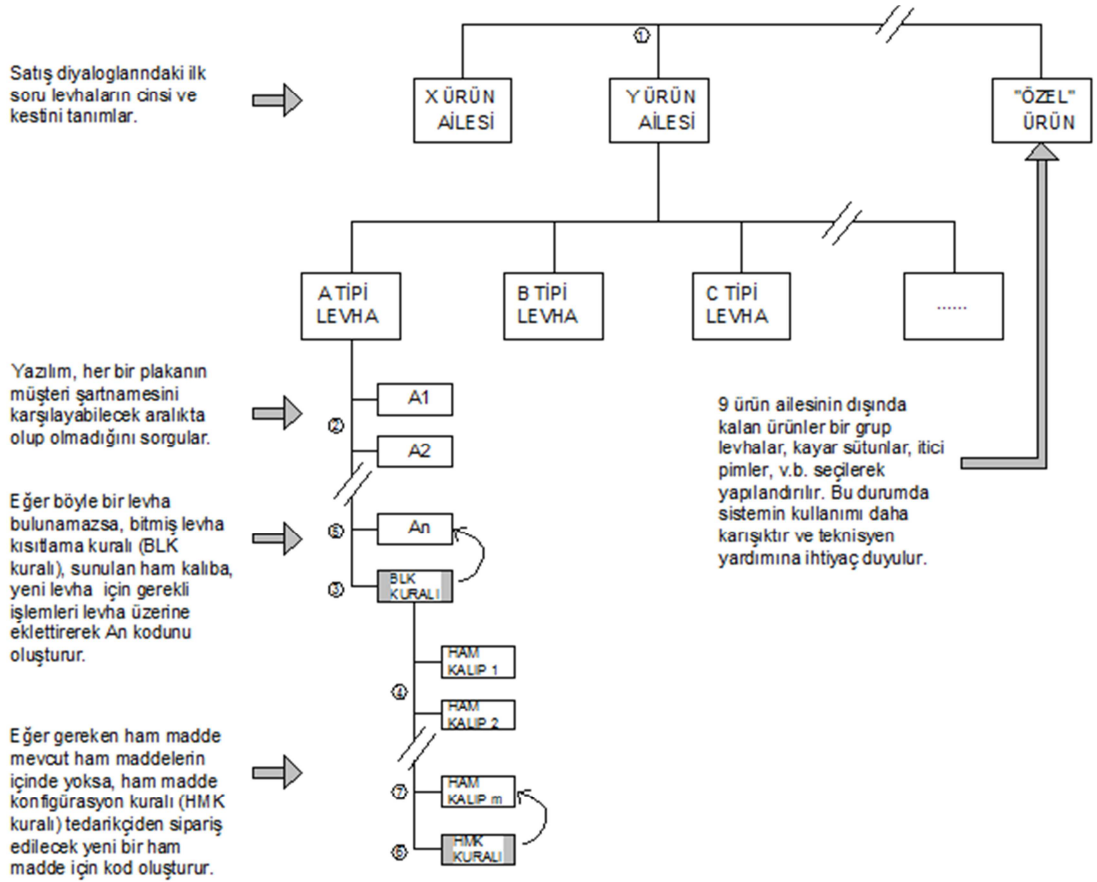 Satış diyaloglarındaki ilk
soru levhaların cinsi ve
kestini tanımlar.
①
X ÜRÜN
AİLESİ
Y ÜRÜN
AİLESİ
"ÖZEL"
ÜRÜN
A TİPİ
LEVHA
B TİPİ
LEVHA
C TİPİ
LEVHA
......
Yazılım, her bir plakanın
müşteri şartnamesini
karşılayabilecek aralıkta
olup olmadığını sorgular.
A1
②
A2
9 ürün ailesinin dışında
kalan ürünler bir grup
levhalar, kayar sütunlar, itici
pimler, v.b. seçilerek
yapılandırılır. Bu durumda
sistemin kullanımı daha
karışıktır ve teknisyen
yardımına ihtiyaç duyulur.
Eğer böyle bir levha
bulunamazsa, bitmiş levha
kısıtlama kuralı (BLK
kuralı), sunulan ham kalıba,
yeni levha için gerekli
işlemleri levha üzerine
eklettirerek An kodunu
oluşturur.
An
③
BLK
KURALI
HAM
KALIP 1
④
HAM
KALIP 2
Eğer gereken ham madde
mevcut ham maddelerin
içinde yoksa, ham madde
konfigürasyon kuralı (HMK
kuralı) tedarikçiden sipariş
edilecek yeni bir ham
madde için kod oluşturur.
⑦
HAM
KALIP m
HMK
KURALI